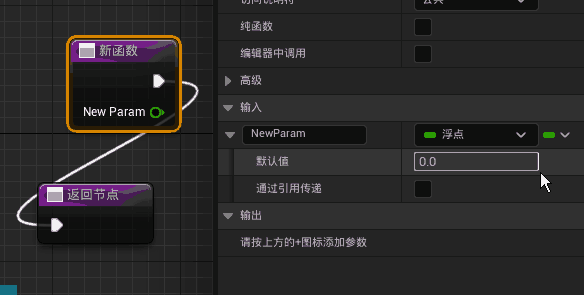 新函数
New Param
返回节点
访问说明符
公共
纯函数
编辑器中调用
高级
输入
NewParam
浮点
默认值
0.0
通过引用传递
输出
请按上方的+图标添加参数